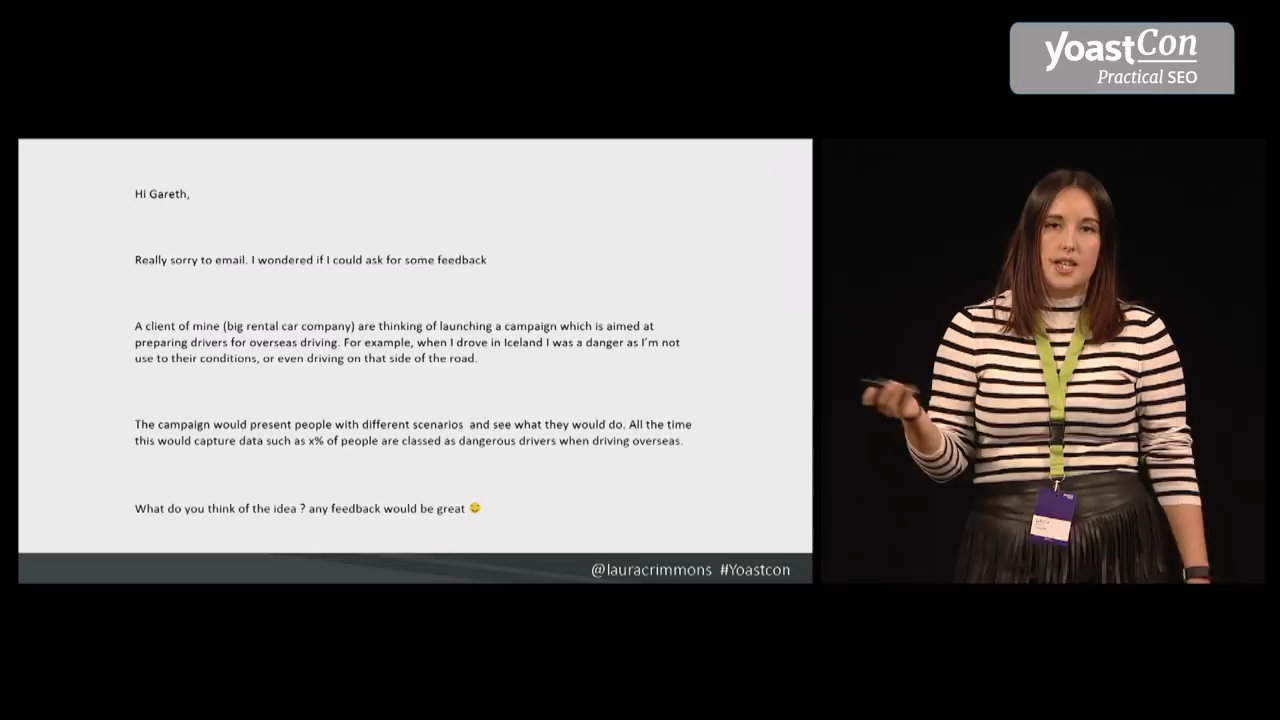 yoastCon
Practical SEO
Hi Gareth,
Really sorry to email. I wondered if I could ask for some feedback
A client of mine (big rental car company) are thinking of launching a campaign which is aimed at
preparing drivers for overseas driving. For example, when I drove in Iceland I was a danger as I’m not
use to their conditions, or even driving on that side of the road.
The campaign would present people with different scenarios and see what they would do. All the time
this would capture data such as x% of people are classed as dangerous drivers when driving overseas.
What do you think of the idea ? any feedback would be great 😊
@lauracrimmons #Yoastcon